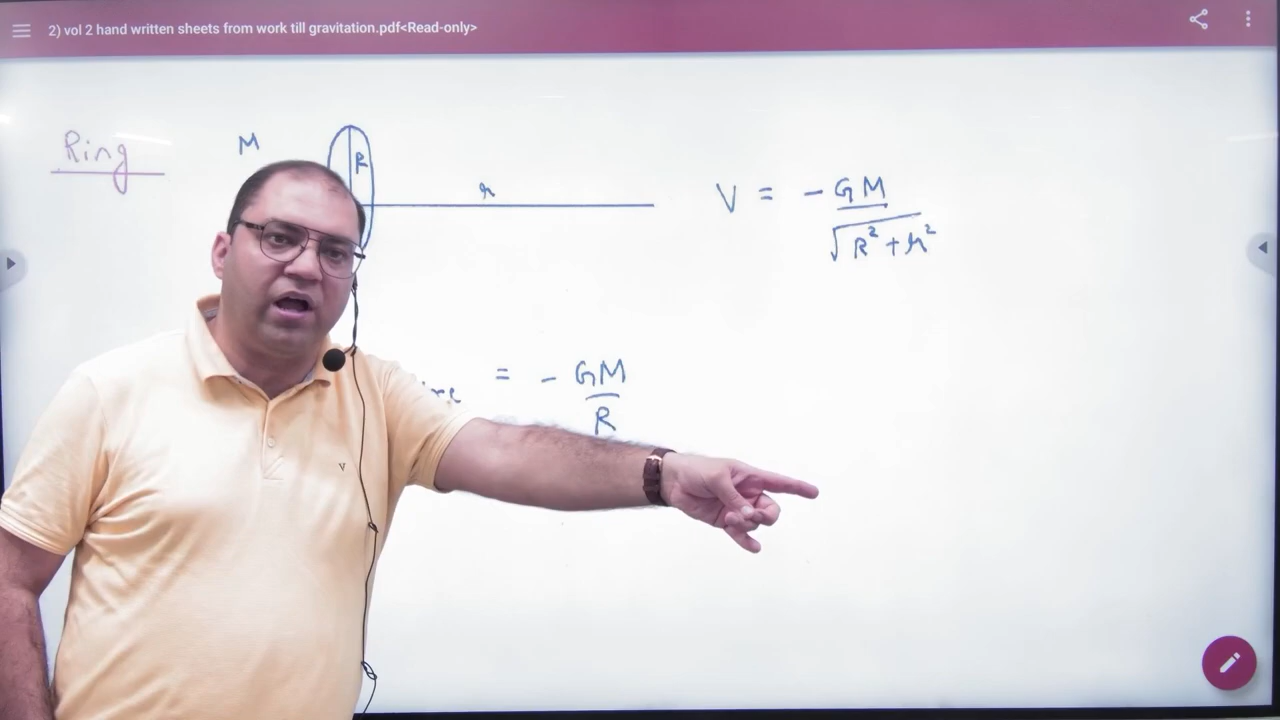 2) vol 2 hand written sheets from work till gravitation.pdf<Read-only>
Ring
M
R
r
V = - GM / √R² + r²
= - GM / R
V